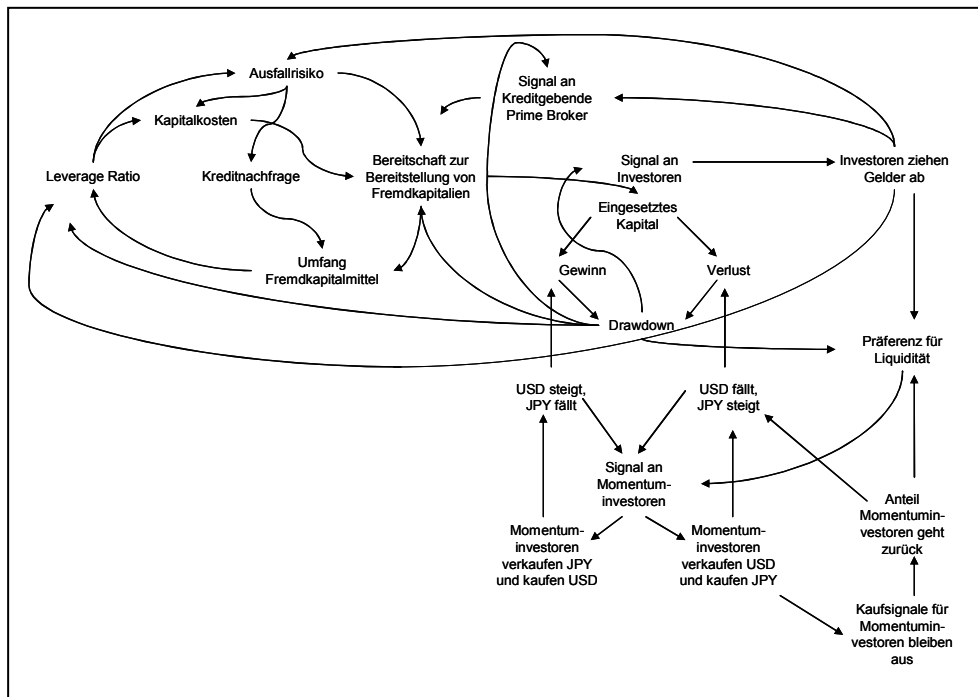 Ausfallrisiko
Signal an
Kreditgebende
Prime Broker
Kapitalkosten
Leverage Ratio
Kreditnachfrage
Bereitschaft zur
Bereitstellung von
Fremdkapitalien
Signal an
Investoren
Investoren ziehen
Gelder ab
Eingesetztes
Kapital
Umfang
Fremdkapitalmittel
Gewinn
Verlust
Drawdown
Präferenz für
Liquidität
USD steigt,
JPY fällt
USD fällt,
JPY steigt
Signal an
Momentum-
investoren
Anteil
Momentumin-
vestoren geht
zurück
Momentum-
investoren
verkaufen JPY
und kaufen USD
Momentum-
investoren
verkaufen USD
und kaufen JPY
Kaufsignale für
Momentumin-
vestoren bleiben
aus